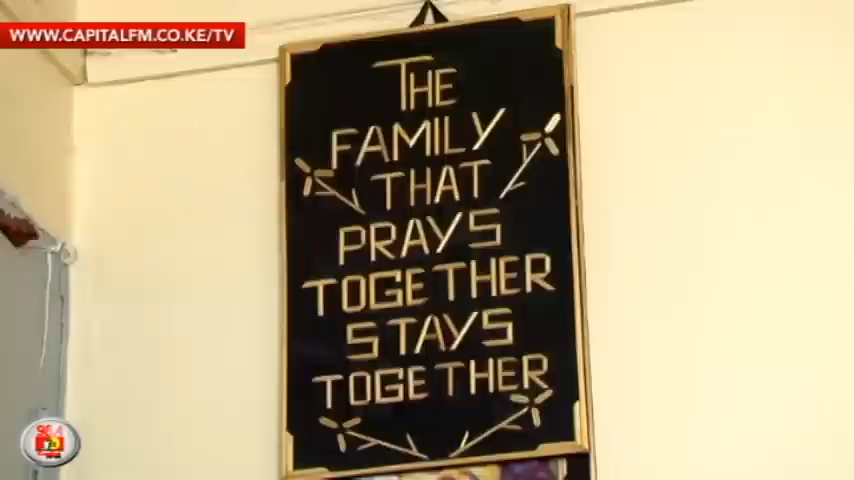 WWW.CAPITALFM.CO.KE/TV
THE
FAMILY
THAT
PRAYS
TOGETHER
STAYS
TOGETHER